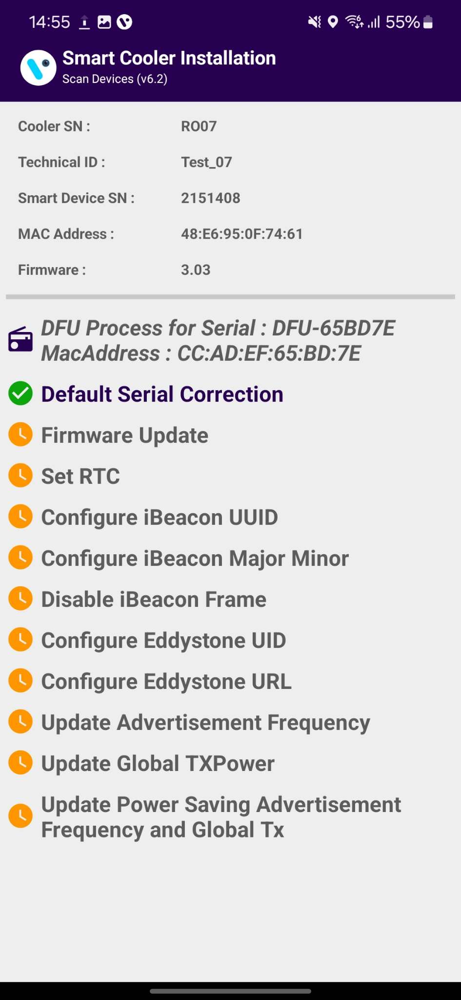 14:55 6 55%
Smart Cooler Installation
Scan Devices (v6.2)
Cooler SN : RO07
Technical ID : Test_07
Smart Device SN : 2151408
MAC Address : 48:E6:95:0F:74:61
Firmware : 3.03
DFU Process for Serial : DFU-65BD7E
MacAddress : CC:AD:EF:65:BD:7E
Default Serial Correction
Firmware Update
Set RTC
Configure iBeacon UUID
Configure iBeacon Major Minor
Disable iBeacon Frame
Configure Eddystone UID
Configure Eddystone URL
Update Advertisement Frequency
Update Global TXPower
Update Power Saving Advertisement
Frequency and Global Tx